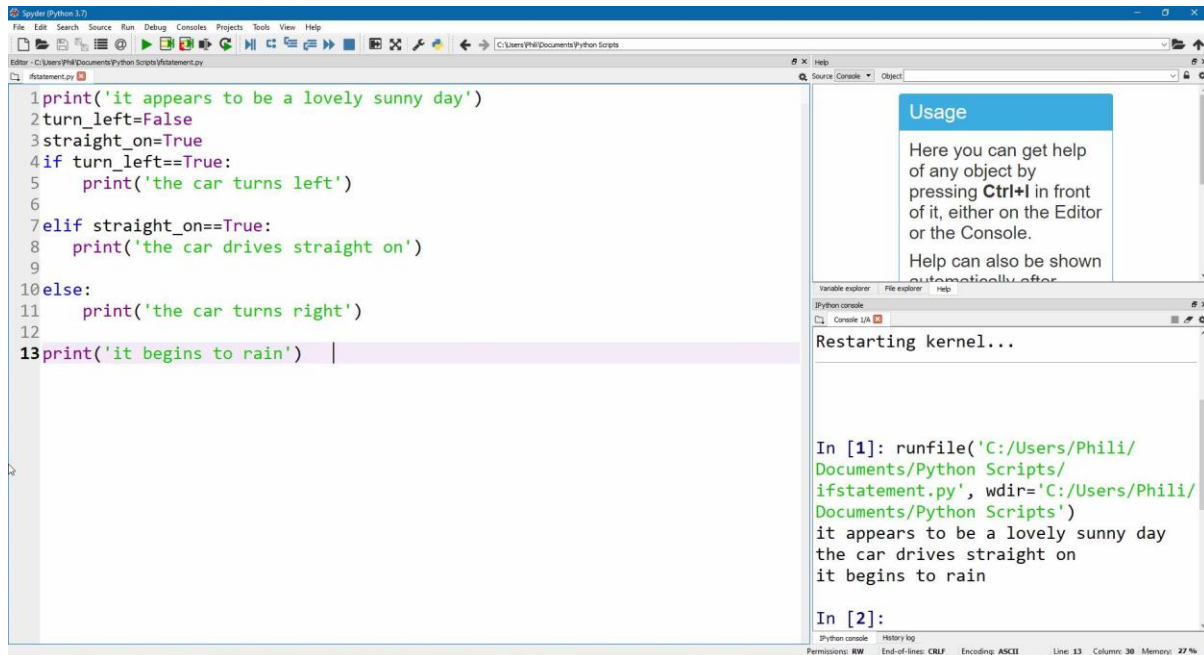 Spyder (Python 3.7)
File Edit Search Source Run Debug Consoles Projects Tools View Help
C:\Users\Phili\Documents\Python Scripts
Editor - C:\Users\Phili\Documents\Python Scripts\ifstatement.py
ifstatement.py
1 print('it appears to be a lovely sunny day')
2 turn_left=False
3 straight_on=True
4 if turn_left==True:
5     print('the car turns left')
6
7 elif straight_on==True:
8    print('the car drives straight on')
9
10 else:
11     print('the car turns right')
12
13 print('it begins to rain')
Help
Source Console Object
Usage
Here you can get help
of any object by
pressing Ctrl+I in front
of it, either on the Editor
or the Console.
Help can also be shown
automatically after
Variable explorer File explorer Help
IPython console
Console 1/A
Restarting kernel...
In [1]: runfile('C:/Users/Phili/
Documents/Python Scripts/
ifstatement.py', wdir='C:/Users/Phili/
Documents/Python Scripts')
it appears to be a lovely sunny day
the car drives straight on
it begins to rain
In [2]:
IPython console History log
Permissions: RW End-of-lines: CRLF Encoding: ASCII Line: 13 Column: 30 Memory: 27 %